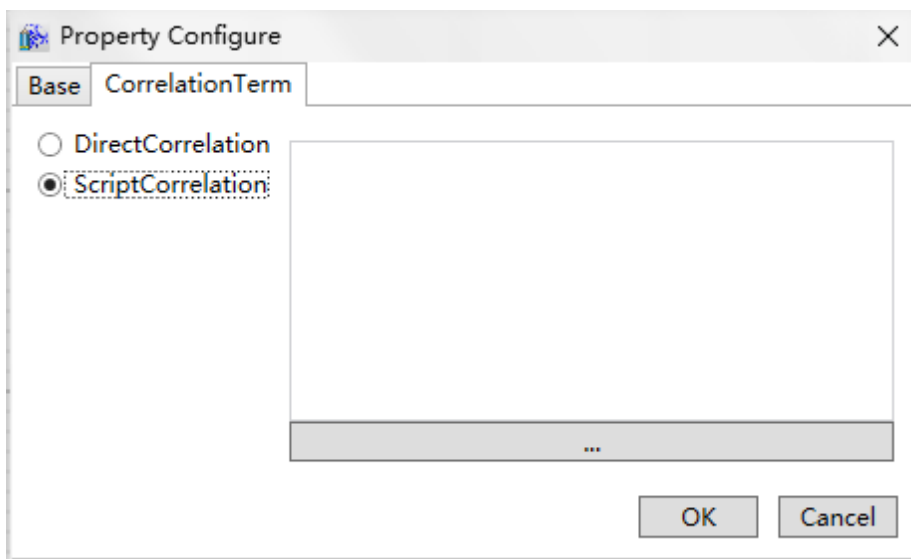 Property Configure
Base CorrelationTerm
DirectCorrelation
ScriptCorrelation
...
OK Cancel